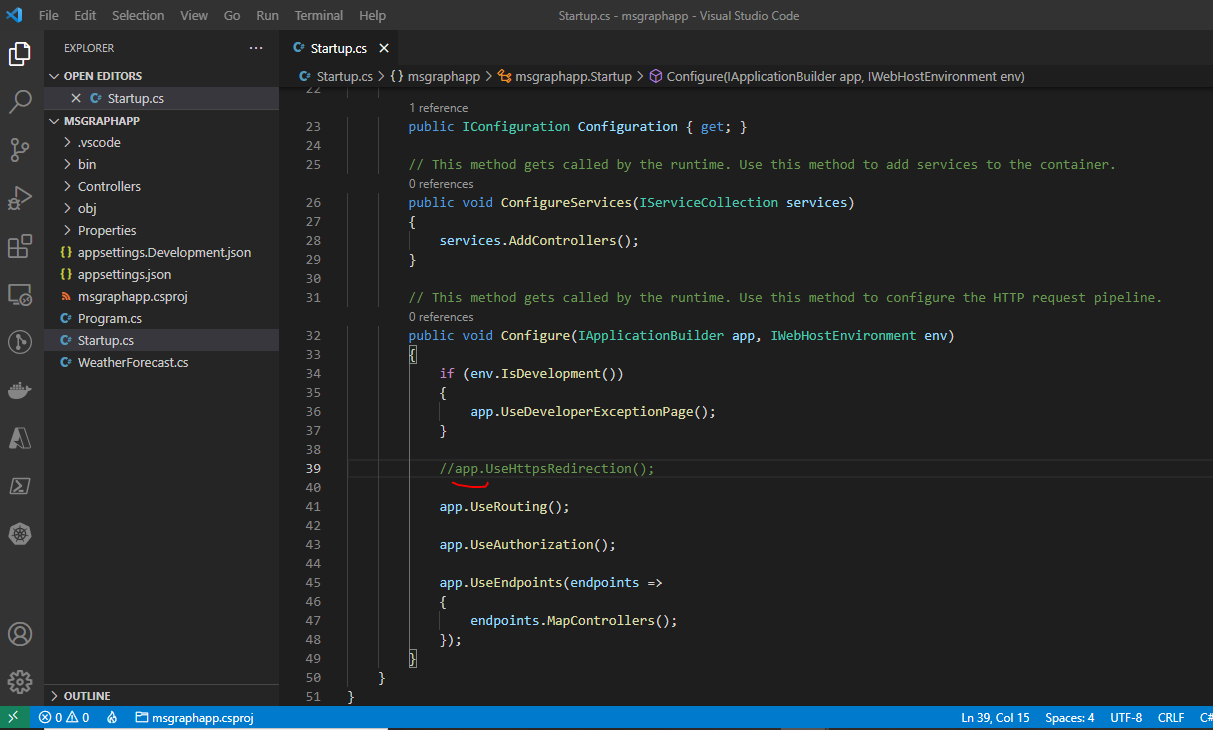 File Edit Selection View Go Run Terminal Help
Startup.cs - msgraphapp - Visual Studio Code
EXPLORER
OPEN EDITORS
Startup.cs
MSGRAPHAPP
.vscode
bin
Controllers
obj
Properties
{} appsettings.Development.json
{} appsettings.json
msgraphapp.csproj
Program.cs
Startup.cs
WeatherForecast.cs
OUTLINE
Startup.cs
Startup.cs > {} msgraphapp > msgraphapp.Startup > Configure(IApplicationBuilder app, IWebHostEnvironment env)
22
1 reference
23 public IConfiguration Configuration { get; }
24
25 // This method gets called by the runtime. Use this method to add services to the container.
0 references
26 public void ConfigureServices(IServiceCollection services)
27 {
28 services.AddControllers();
29 }
30
31 // This method gets called by the runtime. Use this method to configure the HTTP request pipeline.
0 references
32 public void Configure(IApplicationBuilder app, IWebHostEnvironment env)
33 {
34 if (env.IsDevelopment())
35 {
36 app.UseDeveloperExceptionPage();
37 }
38
39 //app.UseHttpsRedirection();
40
41 app.UseRouting();
42
43 app.UseAuthorization();
44
45 app.UseEndpoints(endpoints =>
46 {
47 endpoints.MapControllers();
48 });
49 }
50 }
51 }
0 0 msgraphapp.csproj Ln 39, Col 15 Spaces: 4 UTF-8 CRLF C#